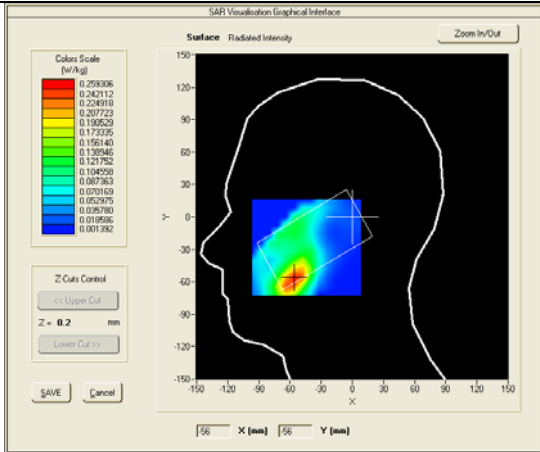 SAR Visualisation Graphical Interface
Surface Radiated Intensity
Zoom In/Out
Colors Scale
(W/kg)
0.259306
0.242112
0.224918
0.207723
0.190529
0.173335
0.156140
0.138946
0.121752
0.104558
0.087363
0.070169
0.052975
0.035780
0.018586
0.001392
Z Cuts Control
<< Upper Cut
Z = 0.2 mm
Lower Cut >>
SAVE Cancel
150
120
90
60
30
0
-30
-60
-90
-120
-150
Y
-150 -120 -90 -60 -30 0 30 60 90 120 150
X
-56 X (mm) -56 Y (mm)